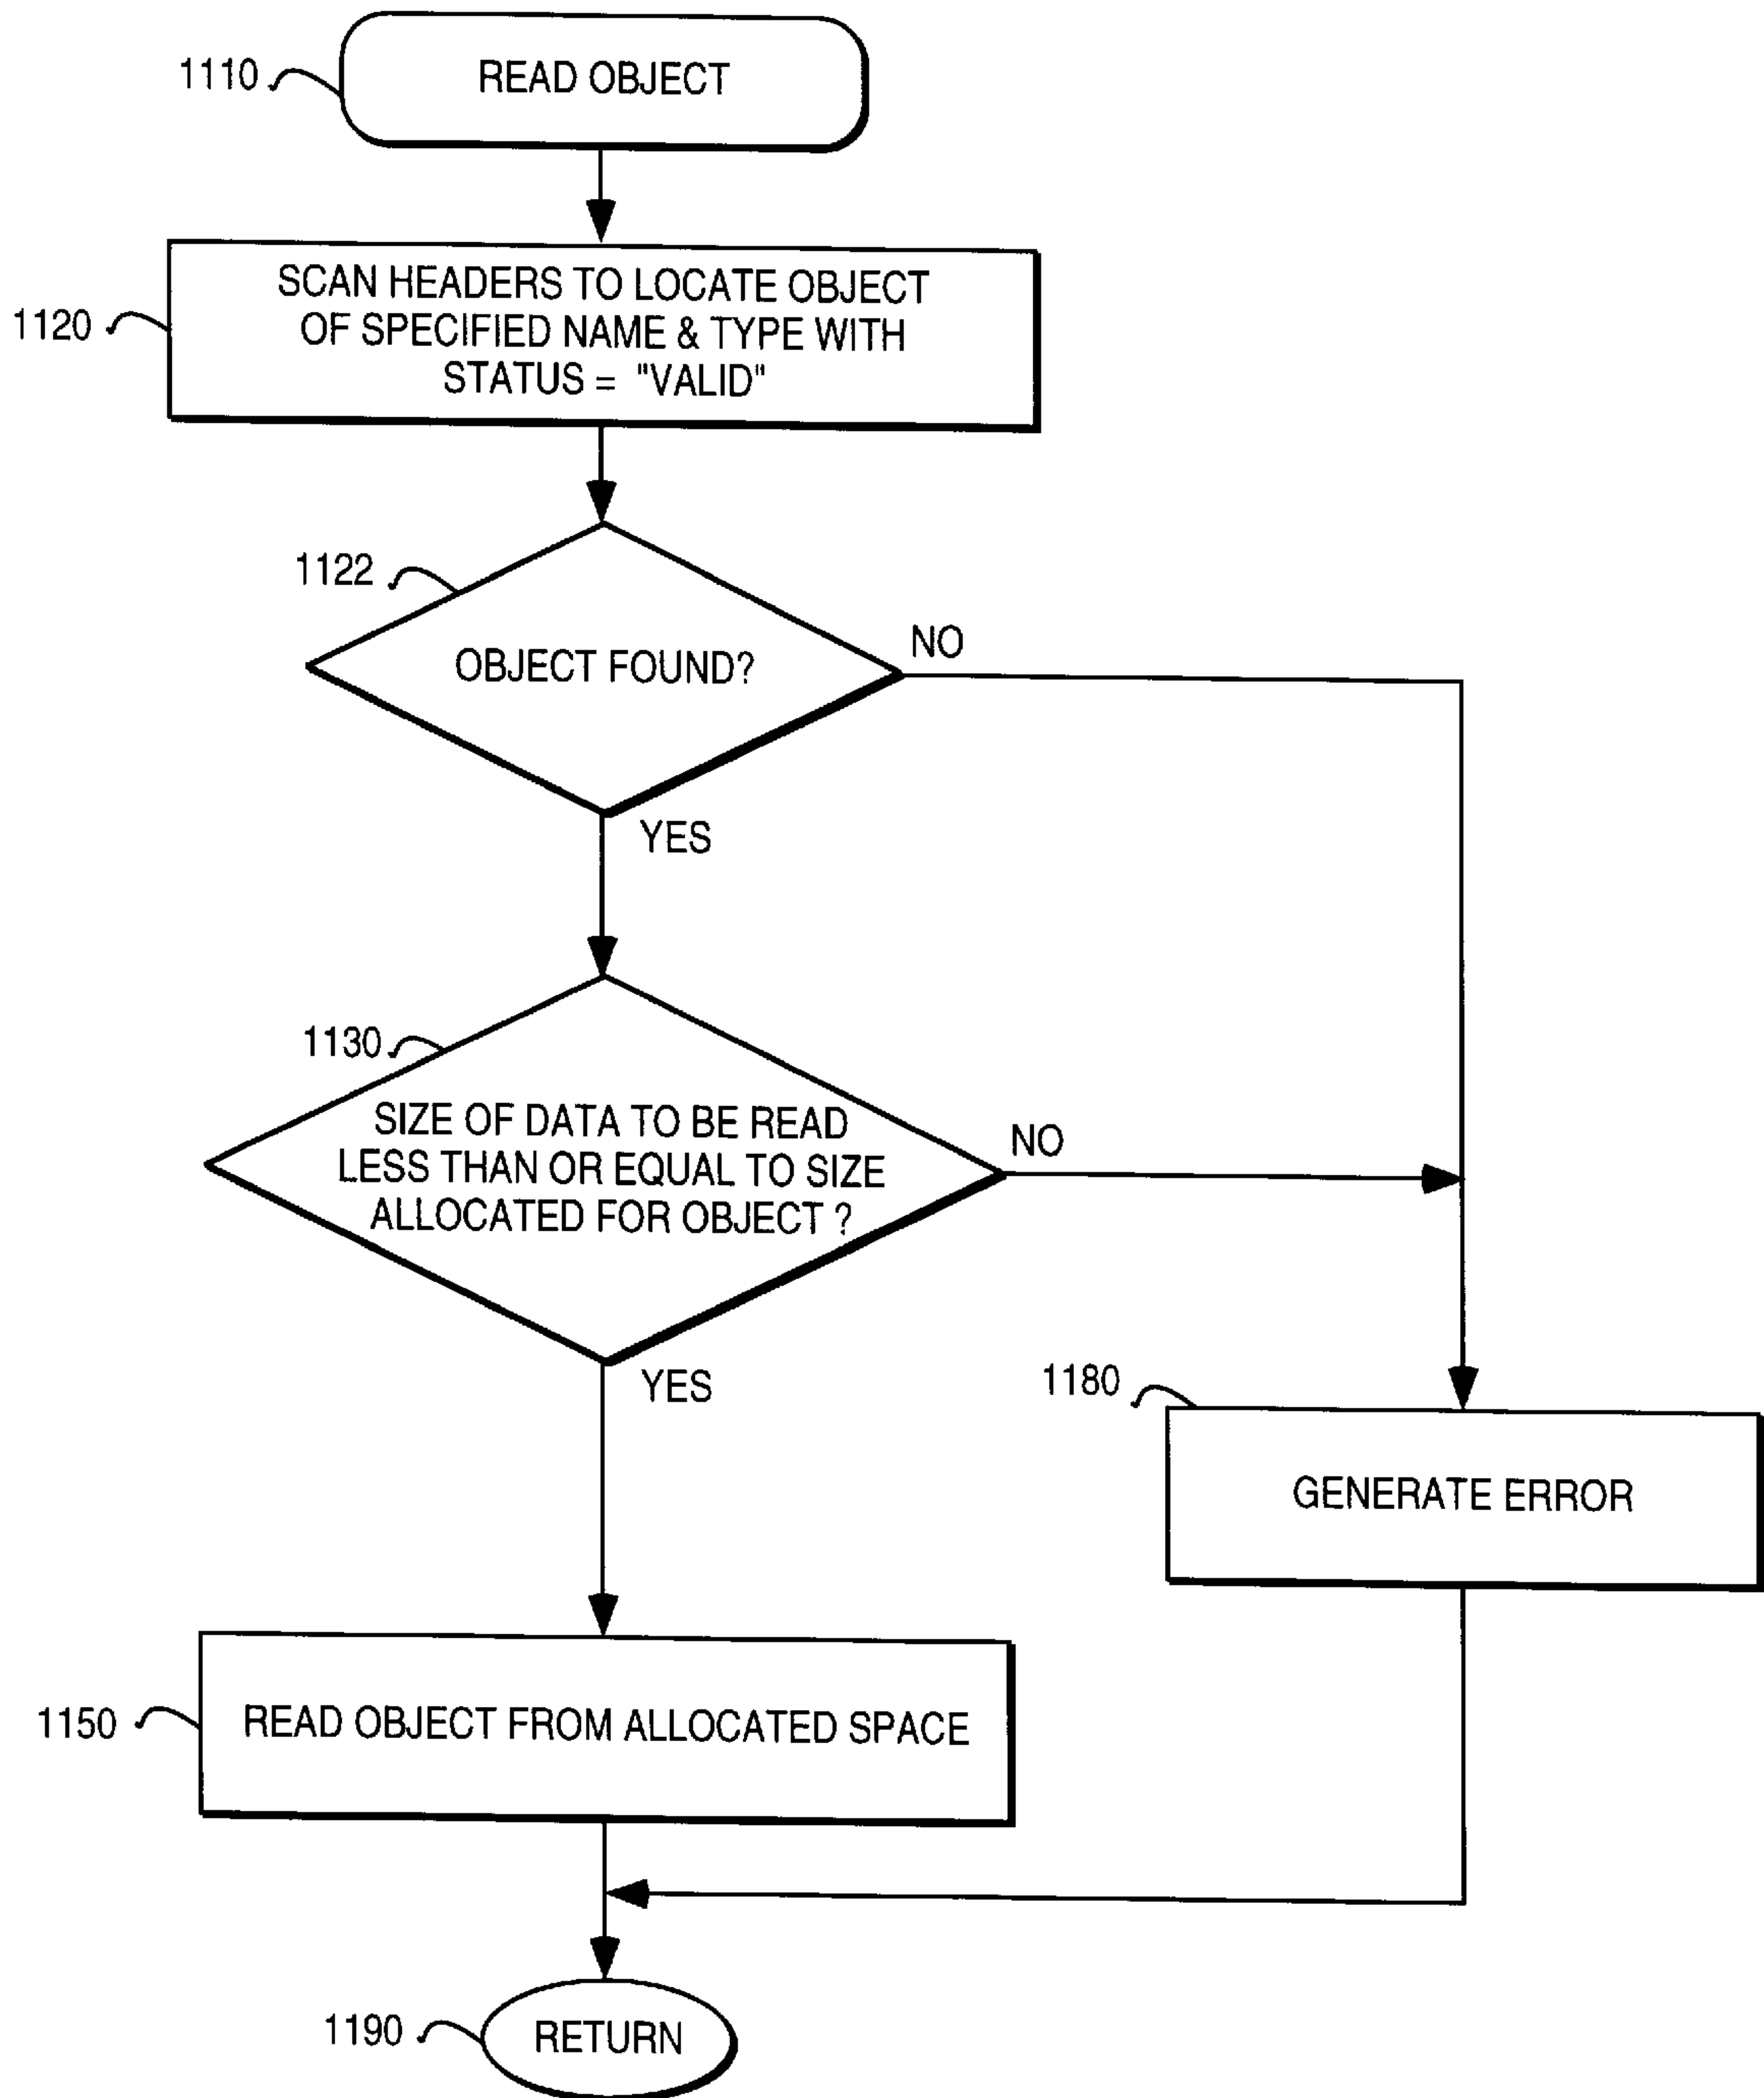 1110
READ OBJECT
1120
SCAN HEADERS TO LOCATE OBJECT
OF SPECIFIED NAME & TYPE WITH
STATUS = "VALID"
1122
OBJECT FOUND?
NO
YES
1130
SIZE OF DATA TO BE READ
LESS THAN OR EQUAL TO SIZE
ALLOCATED FOR OBJECT ?
NO
YES
1180
GENERATE ERROR
1150
READ OBJECT FROM ALLOCATED SPACE
1190
RETURN